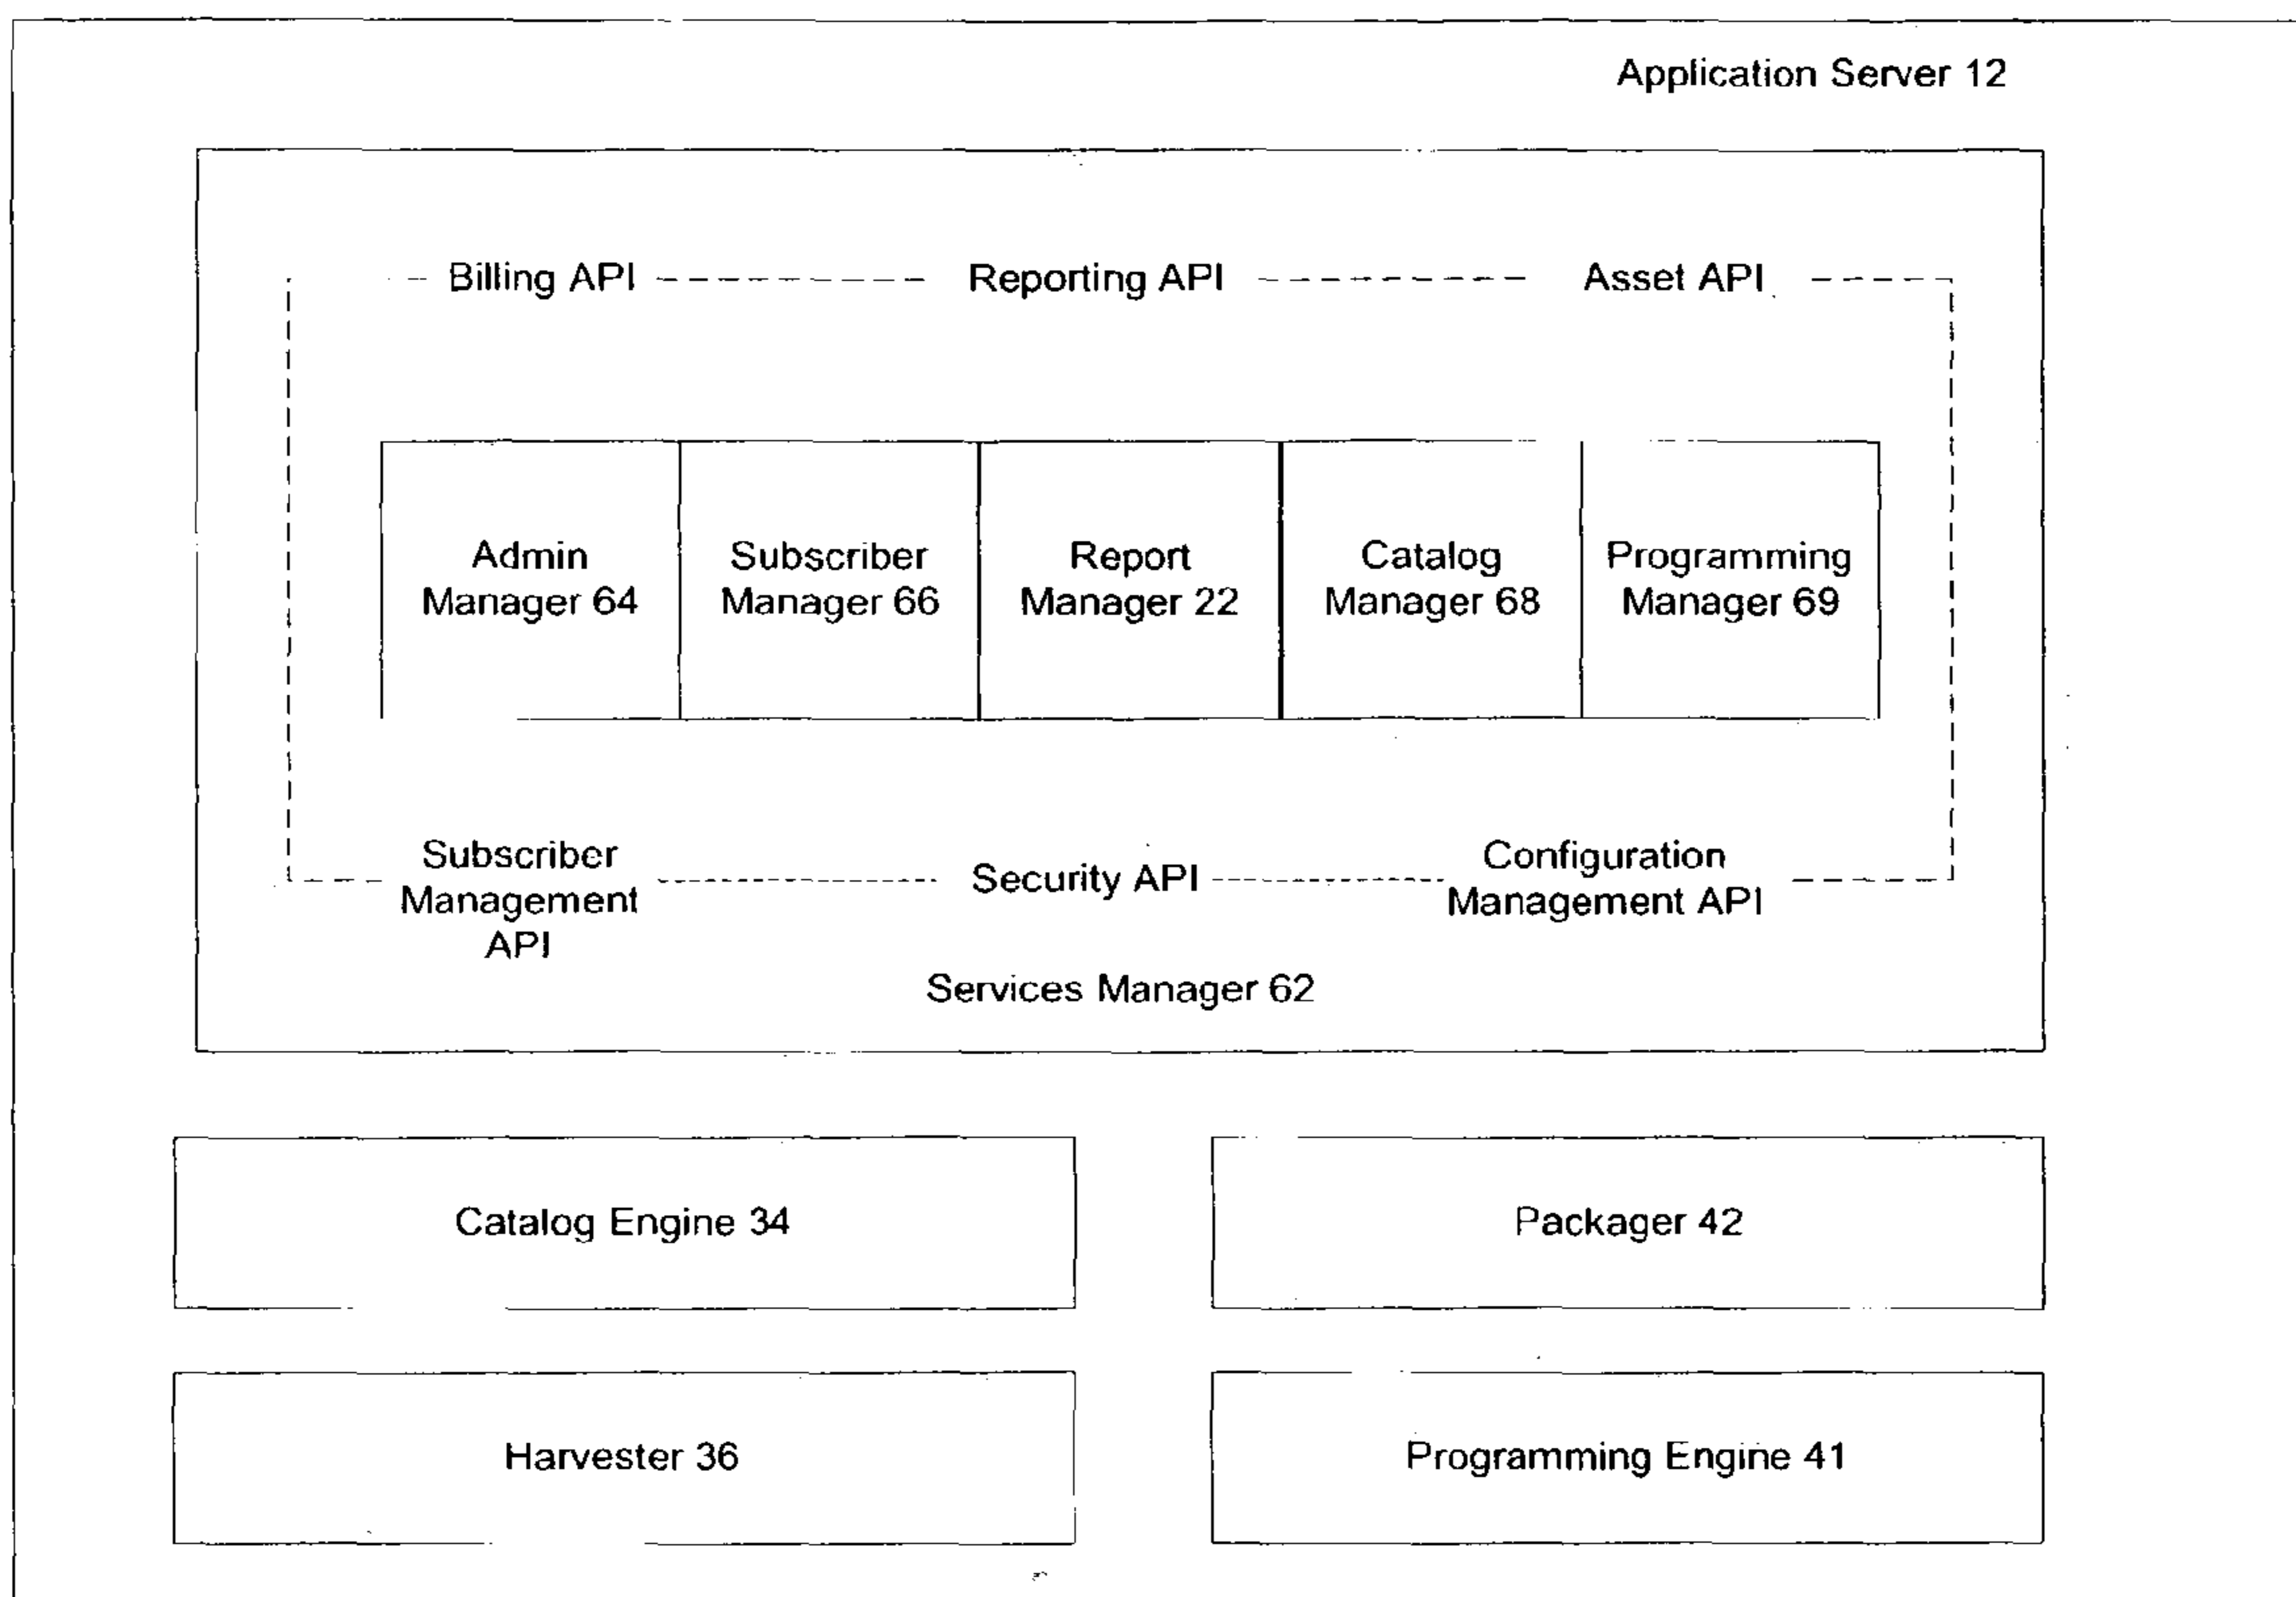 Application Server 12
Billing API
Reporting API
Asset API
Admin
Manager 64
Subscriber
Manager 66
Report
Manager 22
Catalog
Manager 68
Programming
Manager 69
Subscriber
Management
API
Security API
Configuration
Management API
Services Manager 62
Catalog Engine 34
Packager 42
Harvester 36
Programming Engine 41